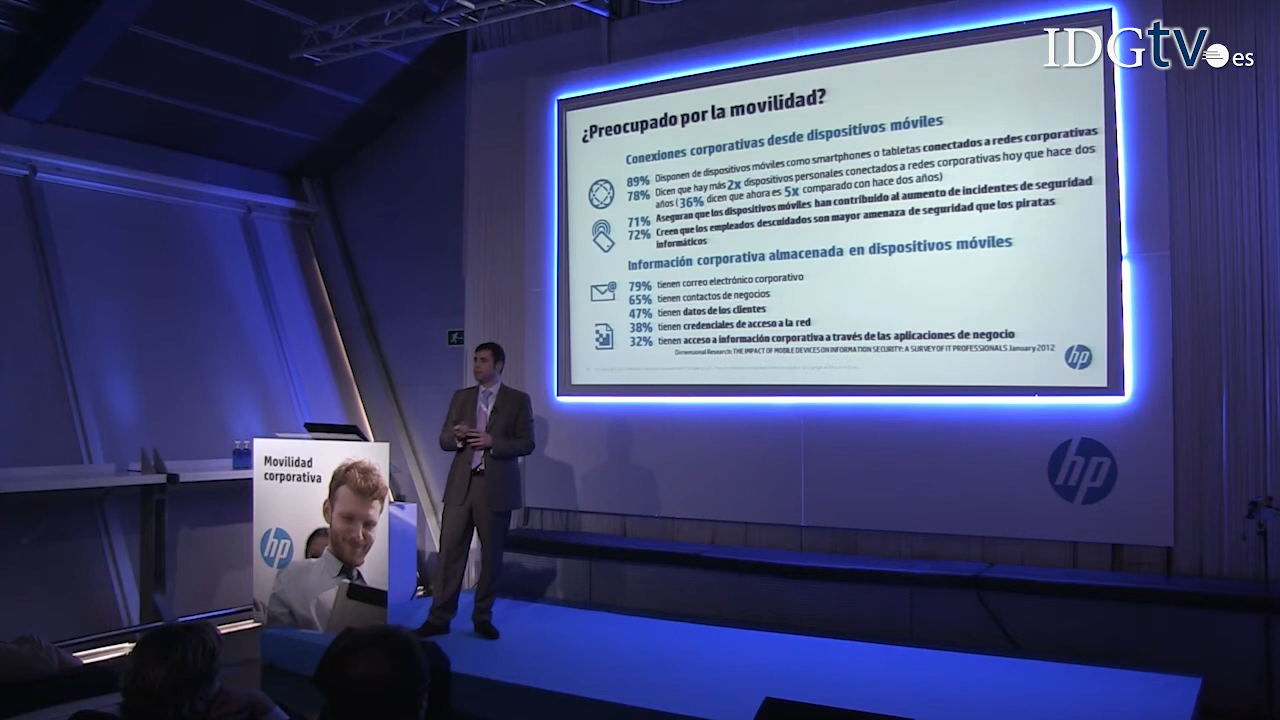 IDGtv.es
¿Preocupado por la movilidad?
Conexiones corporativas desde dispositivos móviles
89% Disponen de dispositivos móviles como smartphones o tabletas conectados a redes corporativas
78% Dicen que hay más 2x dispositivos personales conectados a redes corporativas hoy que hace dos
años (36% dicen que ahora es 5x comparado con hace dos años)
71% Aseguran que los dispositivos móviles han contribuido al aumento de incidentes de seguridad
72% Creen que los empleados descuidados son mayor amenaza de seguridad que los piratas
informáticos
Información corporativa almacenada en dispositivos móviles
79% tienen correo electrónico corporativo
65% tienen contactos de negocios
47% tienen datos de los clientes
38% tienen credenciales de acceso a la red
32% tienen acceso a información corporativa a través de las aplicaciones de negocio
Dimensional Research: THE IMPACT OF MOBILE DEVICES ON INFORMATION SECURITY: A SURVEY OF IT PROFESSIONALS January 2012
hp
hp
Movilidad
corporativa
hp